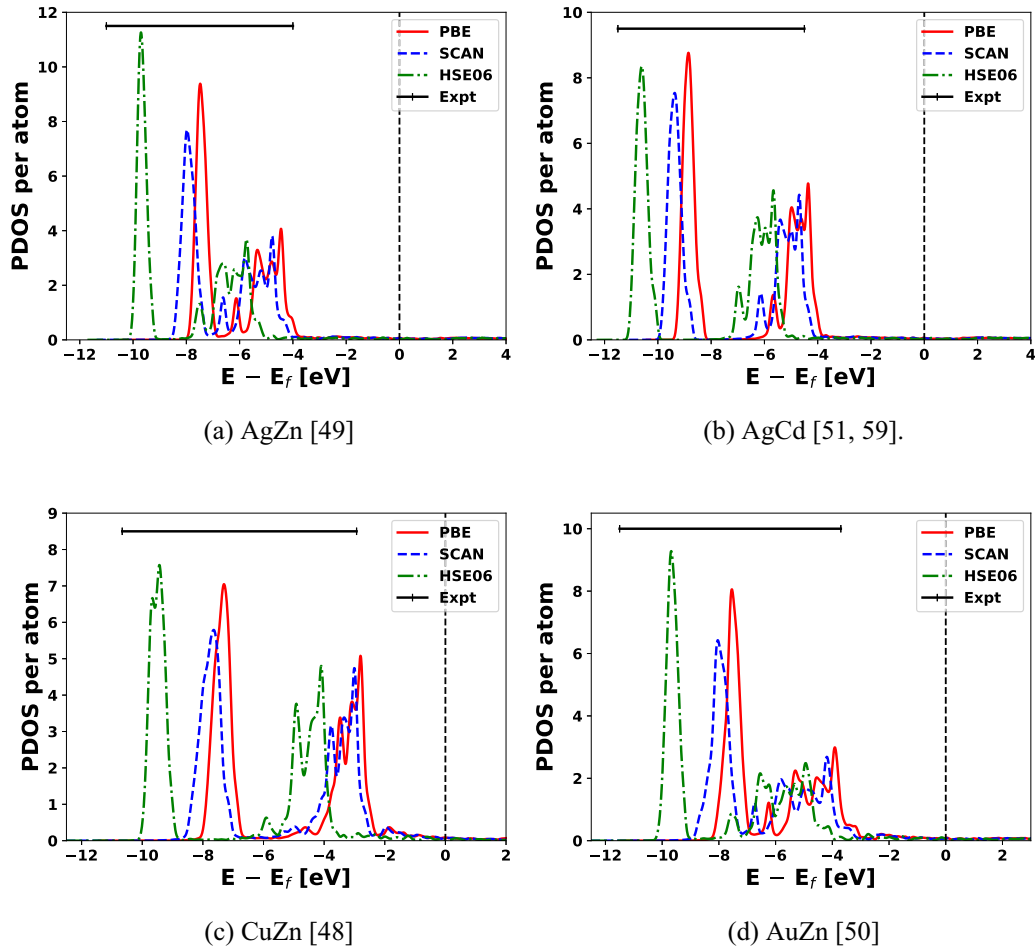 12
10
8
6
4
2
0
PDOS per atom
PBE
SCAN
HSE06
Expt
−12 −10 −8 −6 −4 −2 0 2 4
E − E_f [eV]
(a) AgZn [49]
10
8
6
4
2
0
PDOS per atom
PBE
SCAN
HSE06
Expt
−12 −10 −8 −6 −4 −2 0 2 4
E − E_f [eV]
(b) AgCd [51, 59].
9
8
7
6
5
4
3
2
1
0
PDOS per atom
PBE
SCAN
HSE06
Expt
−12 −10 −8 −6 −4 −2 0 2
E − E_f [eV]
(c) CuZn [48]
10
8
6
4
2
0
PDOS per atom
PBE
SCAN
HSE06
Expt
−12 −10 −8 −6 −4 −2 0 2
E − E_f [eV]
(d) AuZn [50]